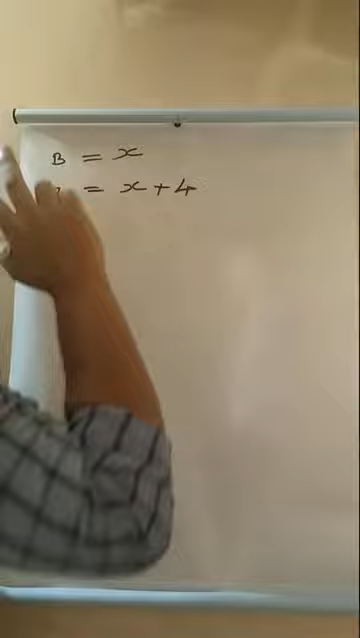 B = x
= x + 4